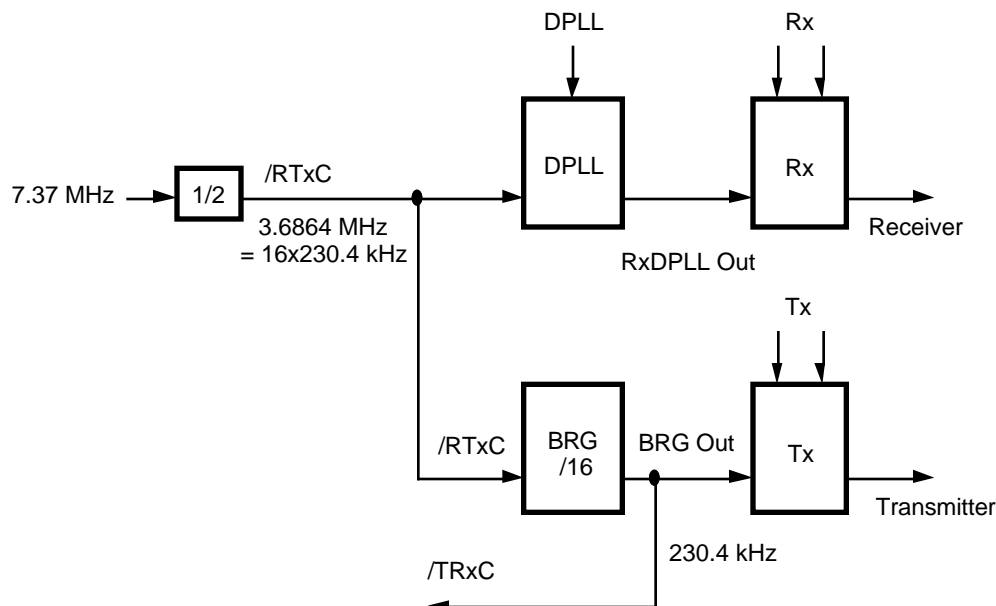 DPLL
Rx
DPLL
Rx
7.37 MHz
1/2
/RTxC
3.6864 MHz
= 16x230.4 kHz
Receiver
RxDPLL Out
Tx
/RTxC
BRG
/16
BRG Out
Tx
Transmitter
230.4 kHz
/TRxC